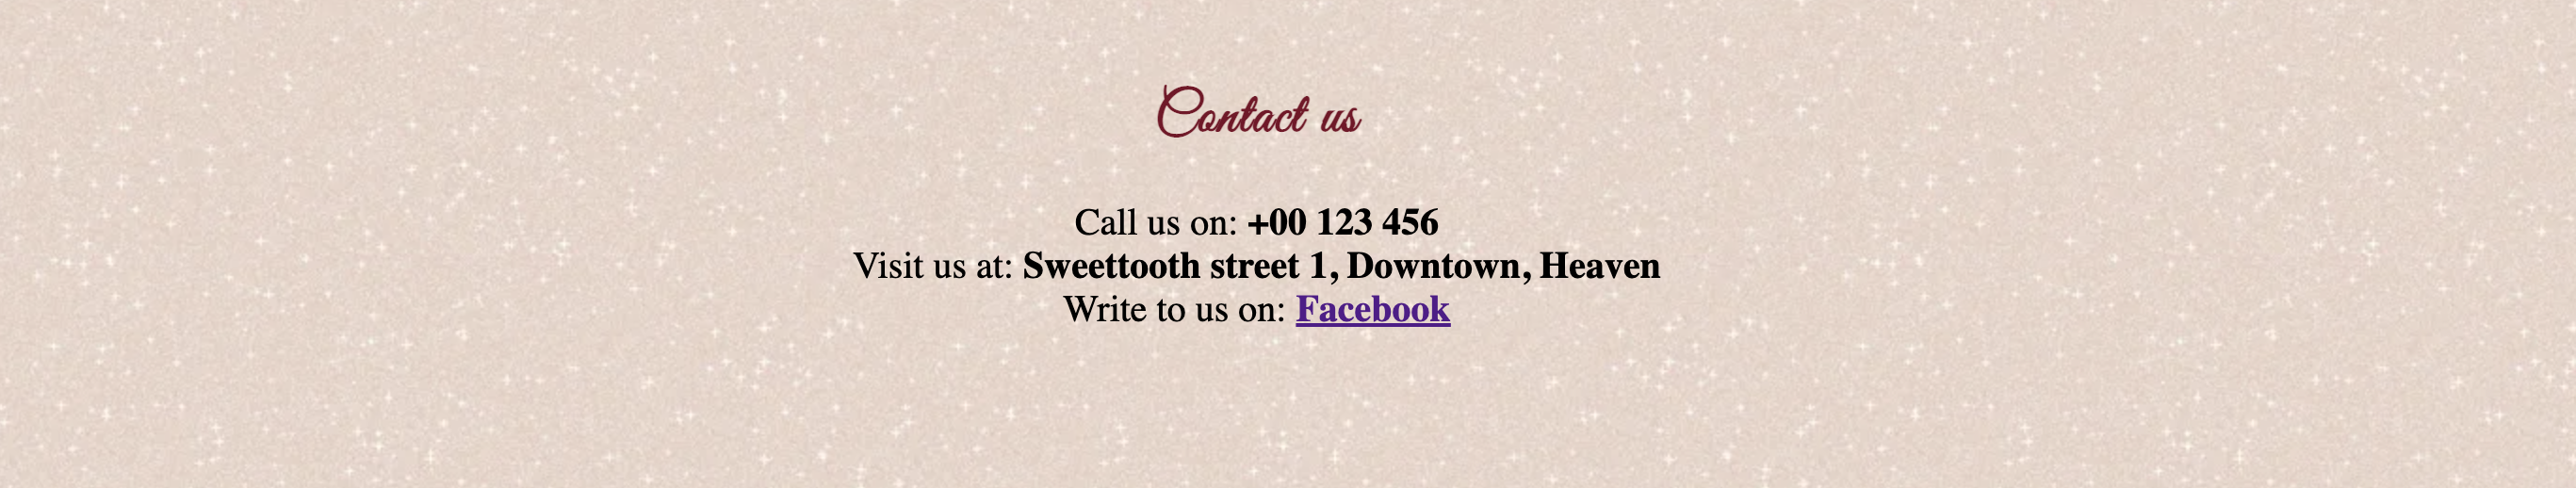 Contact us
Call us on: +00 123 456
Visit us at: Sweettooth street 1, Downtown, Heaven
Write to us on: Facebook